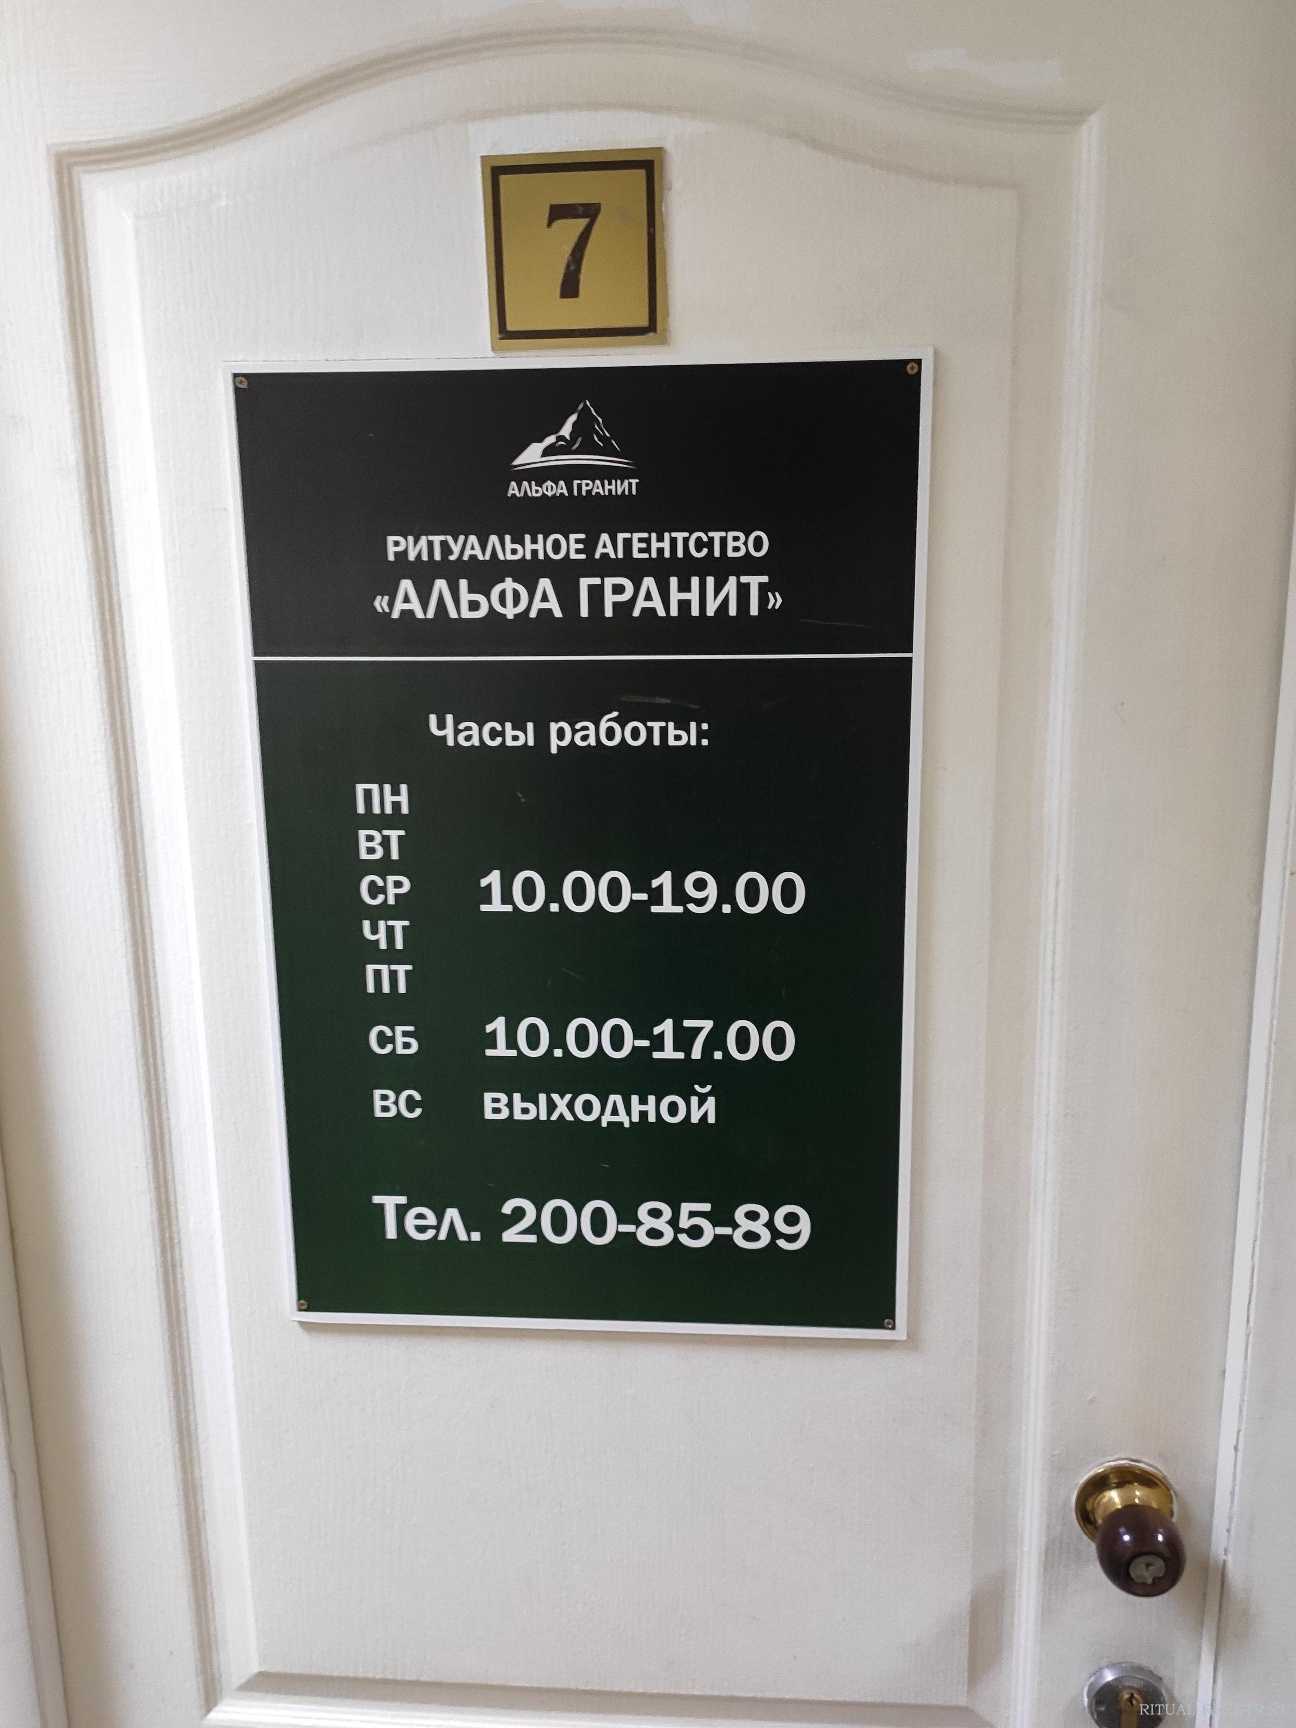 7
АЛЬФА ГРАНИТ
РИТУАЛЬНОЕ АГЕНТСТВО
«АЛЬФА ГРАНИТ»
Часы работы:
ПН
ВТ
СР 10.00-19.00
ЧТ
ПТ
СБ 10.00-17.00
ВС выходной
Тел. 200-85-89